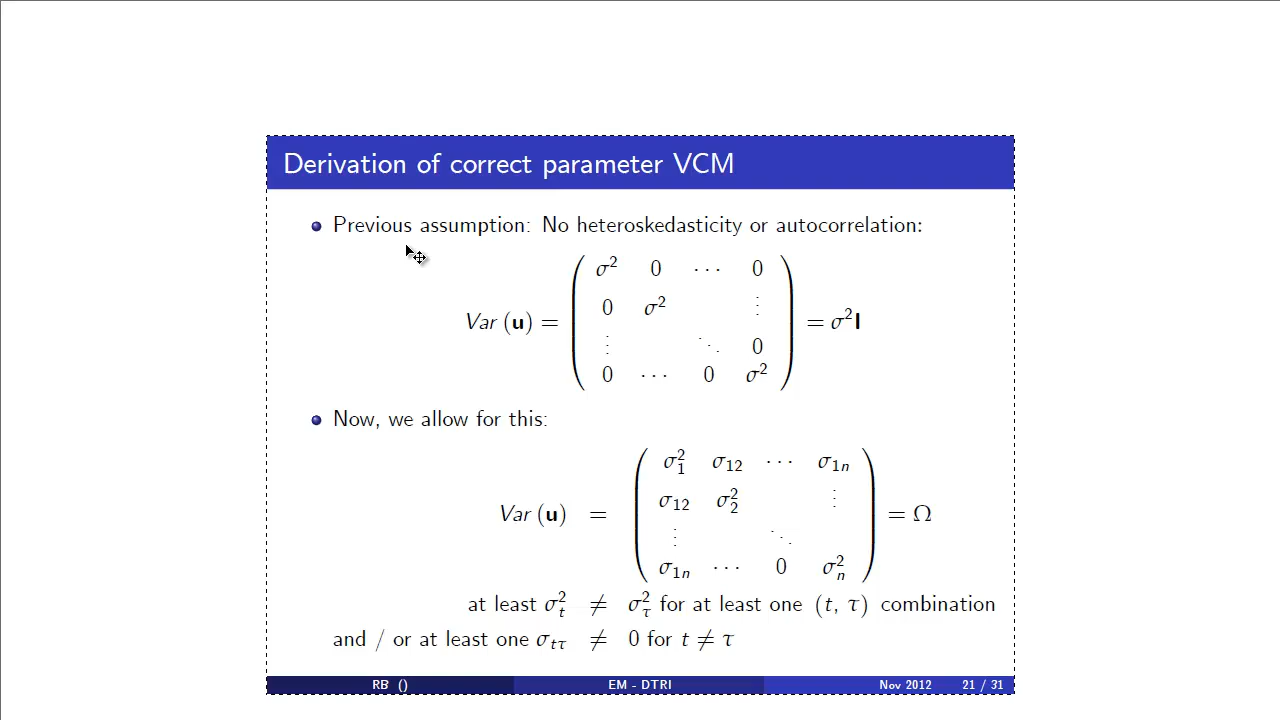 Derivation of correct parameter VCM
Previous assumption: No heteroskedasticity or autocorrelation:
σ² 0 ⋯ 0
0 σ² ⋮
Var (u) = = σ²I
⋮ ⋱ 0
0 ⋯ 0 σ²
Now, we allow for this:
σ₁² σ₁₂ ⋯ σ₁ₙ
σ₁₂ σ₂² ⋮
Var (u) = = Ω
⋮ ⋱
σ₁ₙ ⋯ 0 σₙ²
at least σ_t² ≠ σ_τ² for at least one (t, τ) combination
and / or at least one σ_tτ ≠ 0 for t ≠ τ
RB () EM - DTRI Nov 2012 21 / 31